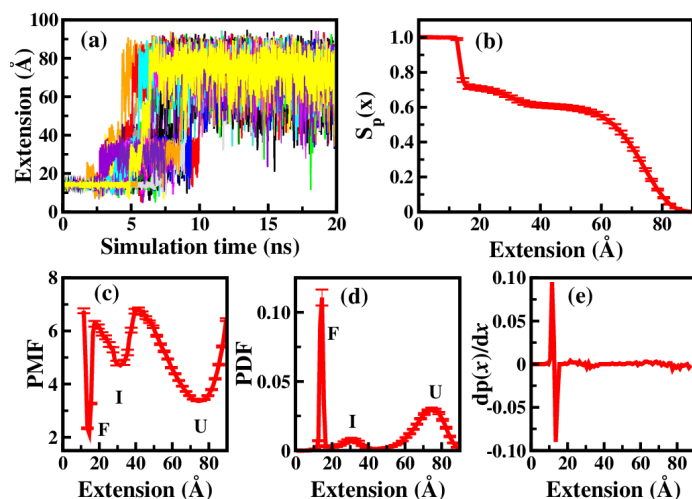 (a)
Extension (Å)
100
80
60
40
20
0
0 5 10 15 20
Simulation time (ns)
(b)
Sp(x)
1.0
0.8
0.6
0.4
0.2
0
0 20 40 60 80
Extension (Å)
(c)
PMF
8
6
4
2
F
I
U
0 20 40 60 80
Extension (Å)
(d)
PDF
0.10
0.05
0.00
F
I
U
0 20 40 60 80
Extension (Å)
(e)
dp(x)/dx
0.10
0.05
0
-0.05
-0.10
0 20 40 60 80
Extension (Å)